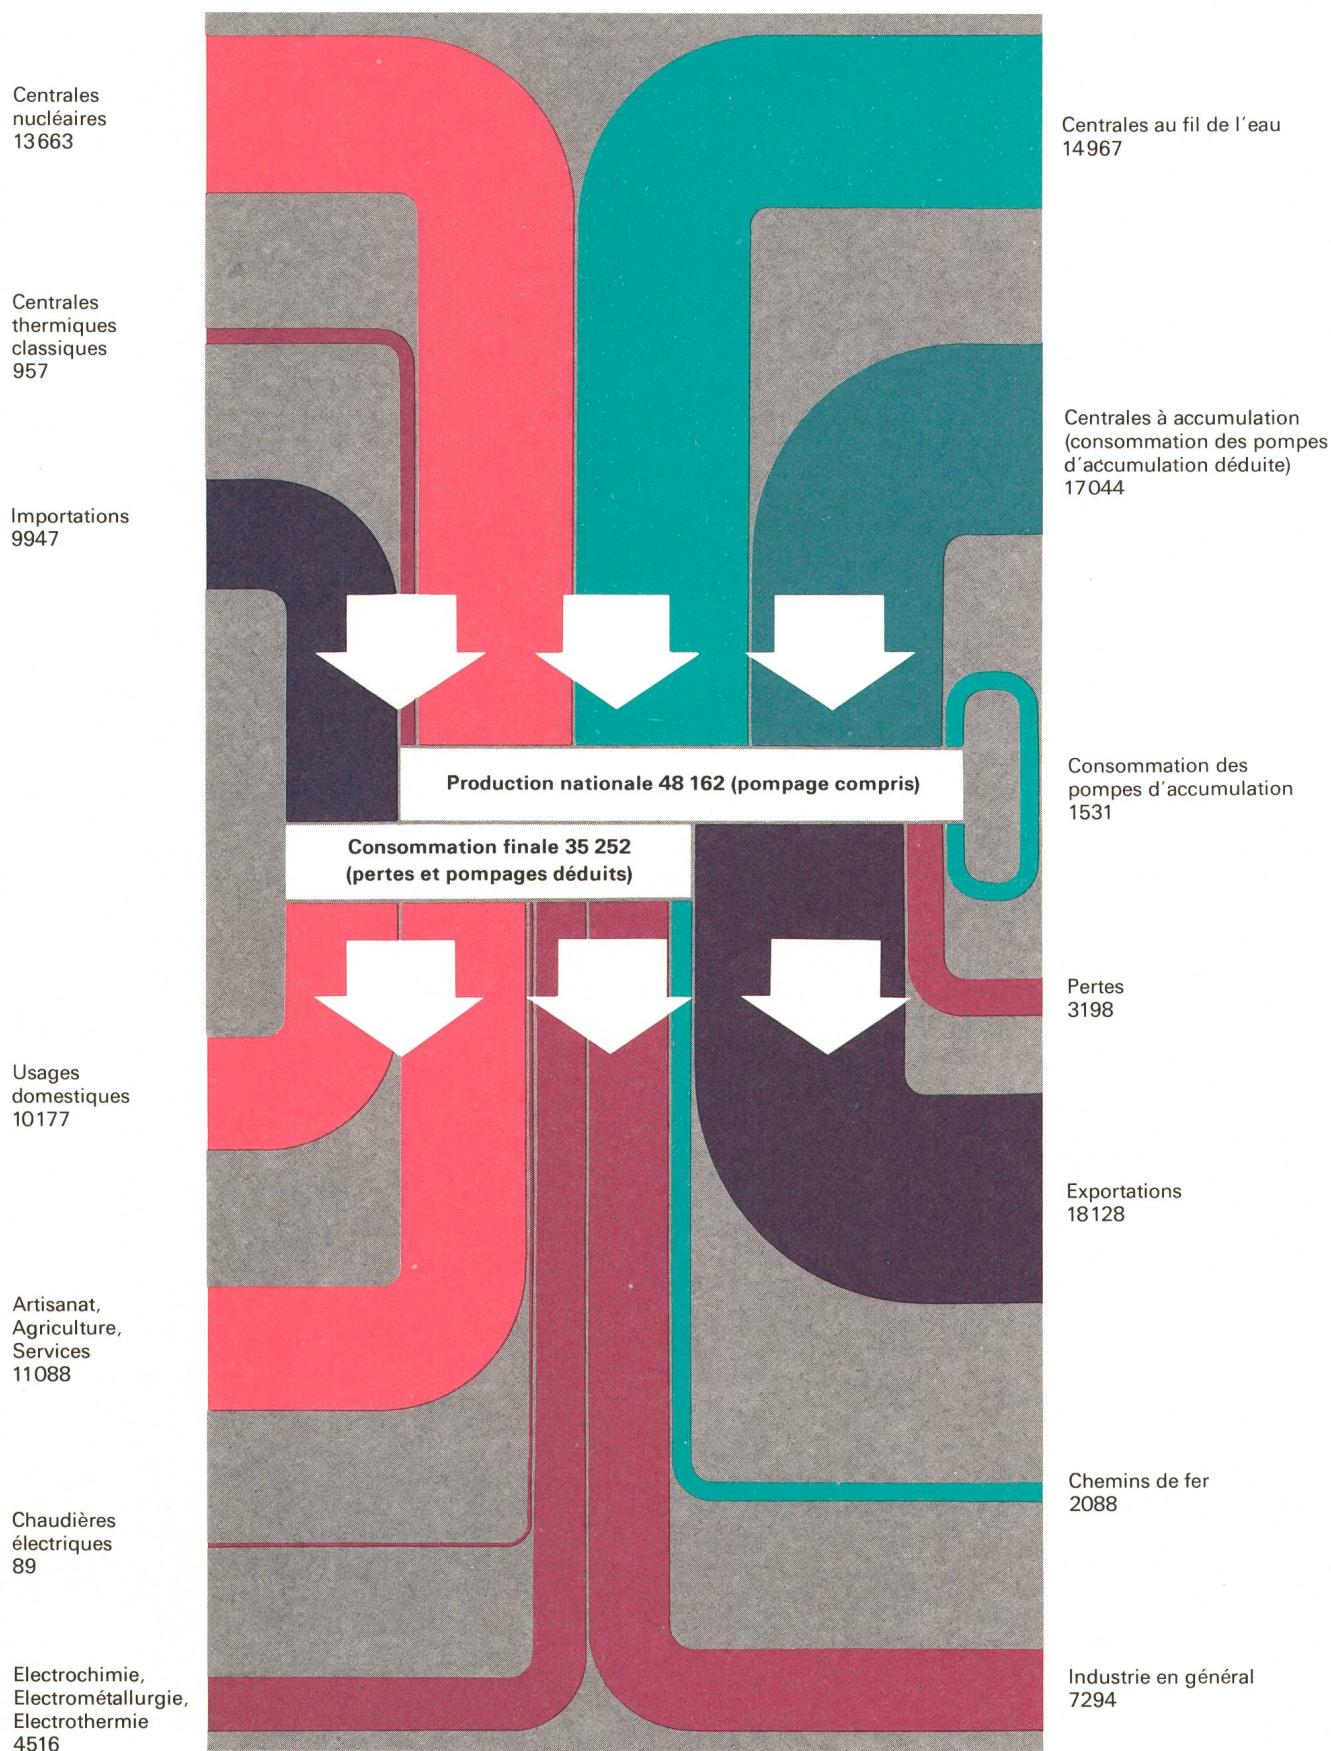 Centrales
nucléaires
13663
Centrales au fil de l'eau
14967
Centrales
thermiques
classiques
957
Centrales à accumulation
(consommation des pompes
d'accumulation déduite)
17044
Importations
9947
Production nationale 48 162 (pompage compris)
Consommation des
pompes d'accumulation
1531
Consommation finale 35 252
(pertes et pompages déduits)
Pertes
3198
Usages
domestiques
10177
Exportations
18128
Artisanat,
Agriculture,
Services
11088
Chemins de fer
2088
Chaudières
électriques
89
Electrochimie,
Electrométallurgie,
Electrothermie
4516
Industrie en général
7294